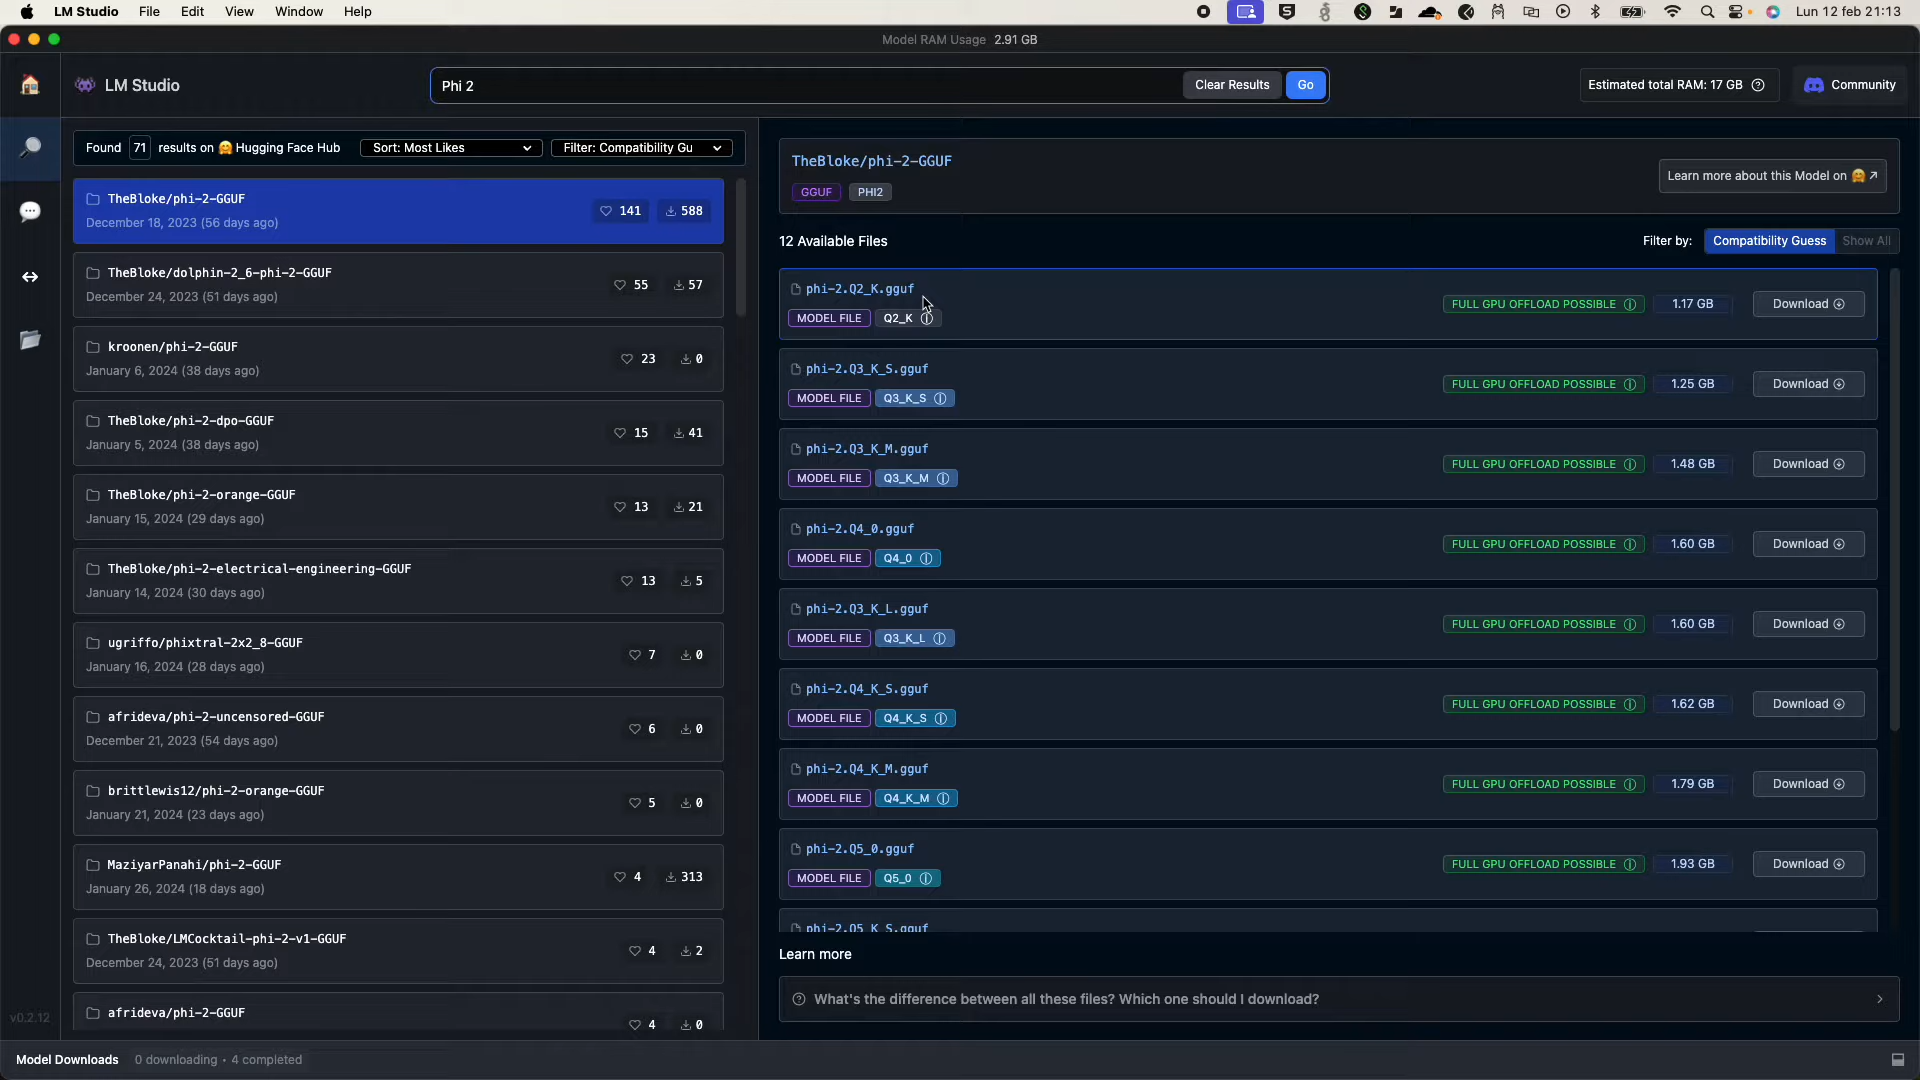 LM Studio File Edit View Window Help Lun 12 feb 21:13
Model RAM Usage 2.91 GB
LM Studio
Phi 2
Clear Results
Go
Estimated total RAM: 17 GB
Community
Found 71 results on Hugging Face Hub
Sort: Most Likes
Filter: Compatibility Gu
TheBloke/phi-2-GGUF
December 18, 2023 (56 days ago)
141 588
TheBloke/dolphin-2_6-phi-2-GGUF
December 24, 2023 (51 days ago)
55 57
kroonen/phi-2-GGUF
January 6, 2024 (38 days ago)
23 0
TheBloke/phi-2-dpo-GGUF
January 5, 2024 (38 days ago)
15 41
TheBloke/phi-2-orange-GGUF
January 15, 2024 (29 days ago)
13 21
TheBloke/phi-2-electrical-engineering-GGUF
January 14, 2024 (30 days ago)
13 5
ugriffo/phixtral-2x2_8-GGUF
January 16, 2024 (28 days ago)
7 0
afrideva/phi-2-uncensored-GGUF
December 21, 2023 (54 days ago)
6 0
brittlewis12/phi-2-orange-GGUF
January 21, 2024 (23 days ago)
5 0
MaziyarPanahi/phi-2-GGUF
January 26, 2024 (18 days ago)
4 313
TheBloke/LMCocktail-phi-2-v1-GGUF
December 24, 2023 (51 days ago)
4 2
afrideva/phi-2-GGUF
4 0
v0.2.12
TheBloke/phi-2-GGUF
GGUF PHI2
Learn more about this Model on
12 Available Files
Filter by: Compatibility Guess Show All
phi-2.Q2_K.gguf
MODEL FILE Q2_K
FULL GPU OFFLOAD POSSIBLE 1.17 GB Download
phi-2.Q3_K_S.gguf
MODEL FILE Q3_K_S
FULL GPU OFFLOAD POSSIBLE 1.25 GB Download
phi-2.Q3_K_M.gguf
MODEL FILE Q3_K_M
FULL GPU OFFLOAD POSSIBLE 1.48 GB Download
phi-2.Q4_0.gguf
MODEL FILE Q4_0
FULL GPU OFFLOAD POSSIBLE 1.60 GB Download
phi-2.Q3_K_L.gguf
MODEL FILE Q3_K_L
FULL GPU OFFLOAD POSSIBLE 1.60 GB Download
phi-2.Q4_K_S.gguf
MODEL FILE Q4_K_S
FULL GPU OFFLOAD POSSIBLE 1.62 GB Download
phi-2.Q4_K_M.gguf
MODEL FILE Q4_K_M
FULL GPU OFFLOAD POSSIBLE 1.79 GB Download
phi-2.Q5_0.gguf
MODEL FILE Q5_0
FULL GPU OFFLOAD POSSIBLE 1.93 GB Download
phi-2.Q5_K_S.gguf
Learn more
What's the difference between all these files? Which one should I download?
Model Downloads 0 downloading • 4 completed